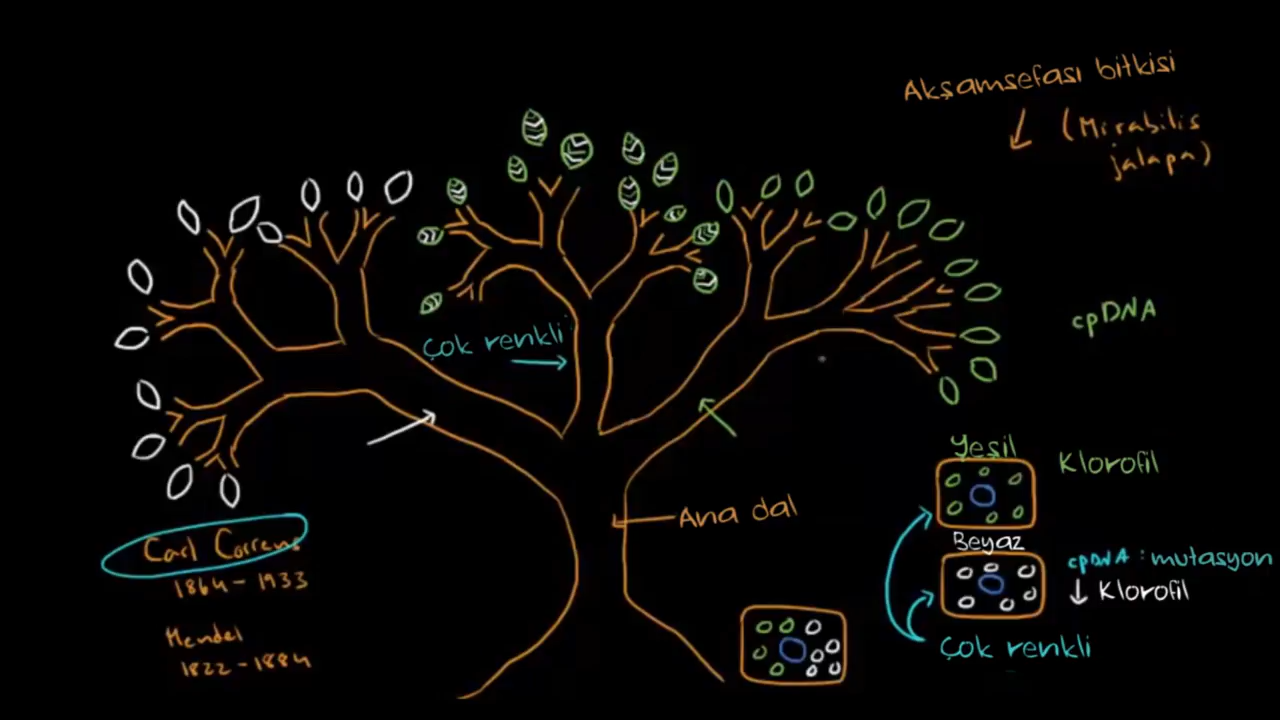 Akşamsefası bitkisi
(Mirabilis
jalapa)
Çok renkli
cpDNA
Yeşil
Klorofil
Ana dal
Carl Correns
1864-1933
Beyaz
cpDNA: mutasyon
↓ Klorofil
Mendel
1822-1884
Çok renkli